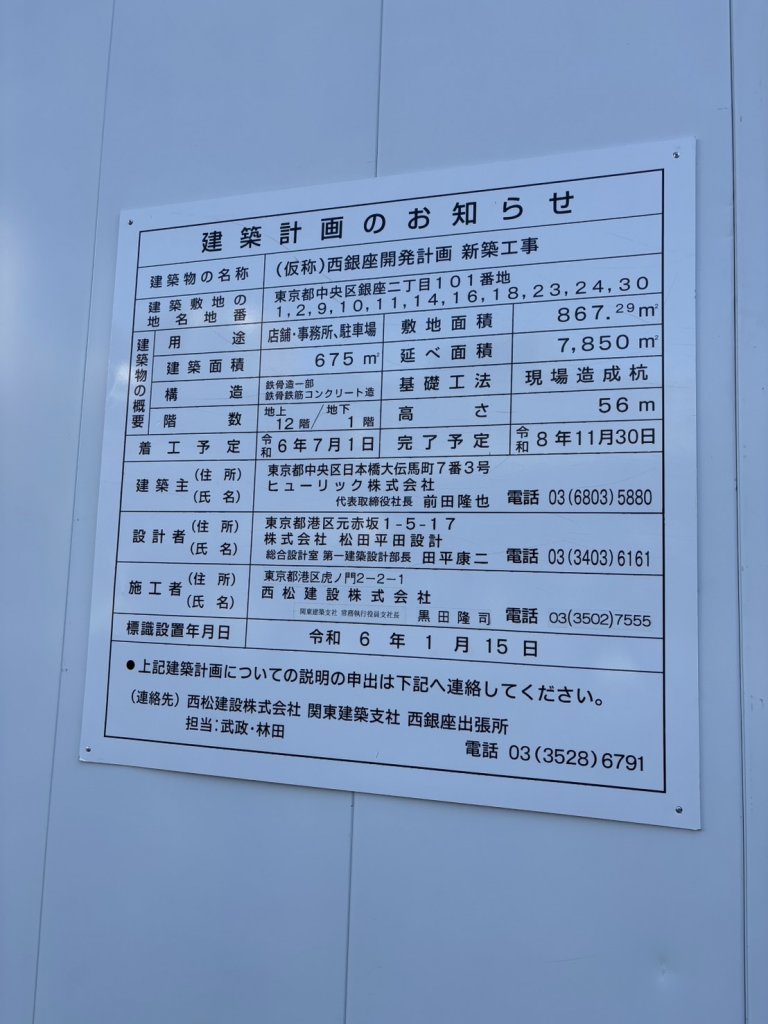 建築計画のお知らせ
建築物の名称 (仮称)西銀座開発計画 新築工事
建築敷地の地名地番 東京都中央区銀座二丁目101番地
1,2,9,10,11,14,16,18,23,24,30
建築物の概要
用途 店舗・事務所、駐車場 敷地面積 867.29㎡
建築面積 675㎡ 延べ面積 7,850㎡
構造 鉄骨造一部
鉄骨鉄筋コンクリート造 基礎工法 現場造成杭
階数 地上12階/地下1階 高さ 56m
着工予定 令和6年7月1日 完了予定 令和8年11月30日
建築主 (住所) 東京都中央区日本橋大伝馬町7番3号
(氏名) ヒューリック株式会社
代表取締役社長 前田隆也 電話 03(6803)5880
設計者 (住所) 東京都港区元赤坂1-5-17
(氏名) 株式会社 松田平田設計
総合設計室 第一建築設計部長 田平康二 電話 03(3403)6161
施工者 (住所) 東京都港区虎ノ門2-2-1
(氏名) 西松建設株式会社
関東建築支社 常務執行役員支社長 黒田隆司 電話 03(3502)7555
標識設置年月日 令和 6 年 1 月 15 日
●上記建築計画についての説明の申出は下記へ連絡してください。
(連絡先) 西松建設株式会社 関東建築支社 西銀座出張所
担当:武政・林田
電話 03(3528)6791